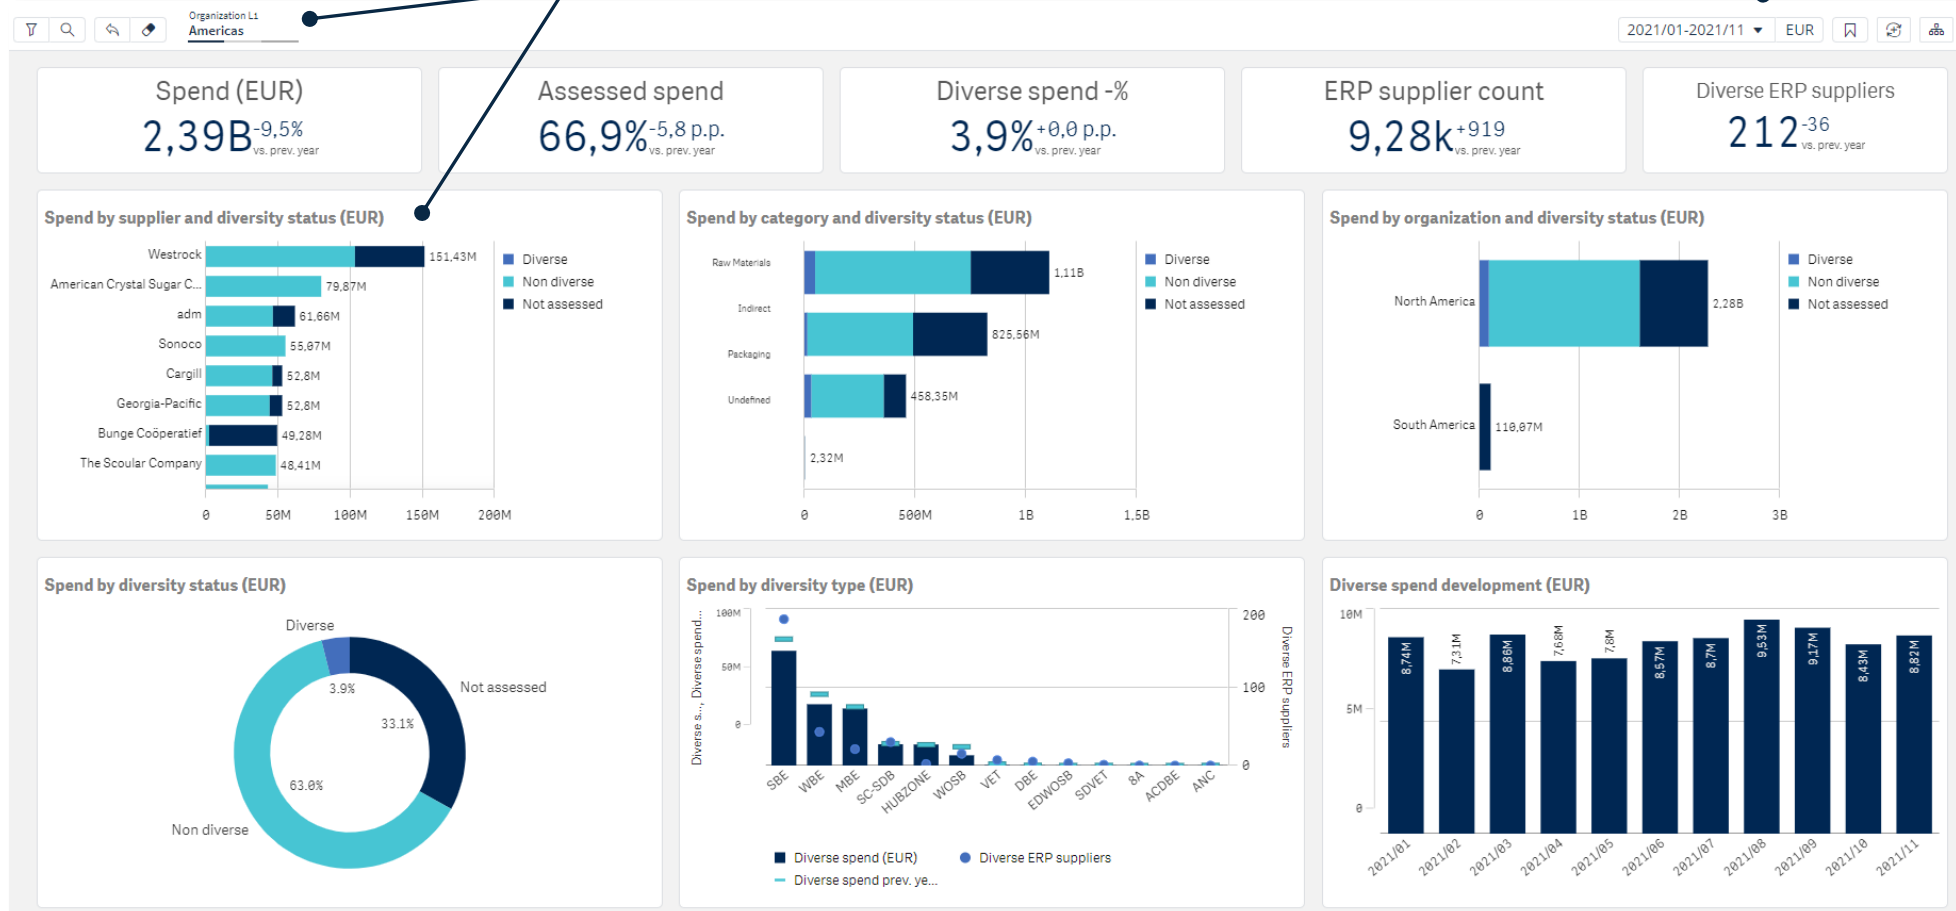 Organization L1
Americas
2021/01-2021/11
EUR
Spend (EUR)
2,39B -9,5%
vs. prev. year
Assessed spend
66,9% -5,8 p.p.
vs. prev. year
Diverse spend -%
3,9% +0,0 p.p.
vs. prev. year
ERP supplier count
9,28k +919
vs. prev. year
Diverse ERP suppliers
212 -36
vs. prev. year
Spend by supplier and diversity status (EUR)
Westrock
151,43M
American Crystal Sugar C...
79,87M
adm
61,66M
Sonoco
55,07M
Cargill
52,8M
Georgia-Pacific
52,8M
Bunge Coöperatief
49,28M
The Scoular Company
48,41M
0 50M 100M 150M 200M
Diverse
Non diverse
Not assessed
Spend by category and diversity status (EUR)
Raw Materials
1,11B
Indirect
825,56M
Packaging
458,35M
Undefined
2,32M
0 500M 1B 1,5B
Diverse
Non diverse
Not assessed
Spend by organization and diversity status (EUR)
North America
2,28B
South America
110,07M
0 1B 2B 3B
Diverse
Non diverse
Not assessed
Spend by diversity status (EUR)
Diverse
3.9%
Not assessed
33.1%
63.0%
Non diverse
Spend by diversity type (EUR)
Diverse s..., Diverse spend...
100M
50M
0
200
100
0
Diverse ERP suppliers
SBE
WBE
MBE
SC-SDB
HUBZONE
WOSB
VET
DBE
EDWOSB
SDVET
8A
ACDBE
ANC
Diverse spend (EUR)
Diverse ERP suppliers
Diverse spend prev. ye...
Diverse spend development (EUR)
10M
5M
0
8,74M
7,31M
8,86M
7,68M
7,8M
8,57M
8,7M
9,53M
9,17M
8,43M
8,82M
2021/01
2021/02
2021/03
2021/04
2021/05
2021/06
2021/07
2021/08
2021/09
2021/10
2021/11